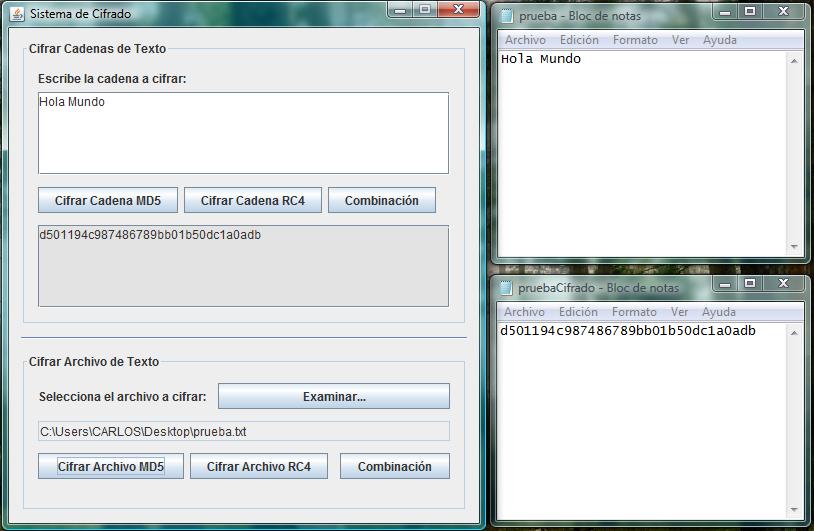 Sistema de Cifrado
Cifrar Cadenas de Texto
Escribe la cadena a cifrar:
Hola Mundo
Cifrar Cadena MD5
Cifrar Cadena RC4
Combinación
d501194c987486789bb01b50dc1a0adb
Cifrar Archivo de Texto
Selecciona el archivo a cifrar:
Examinar...
C:\Users\CARLOS\Desktop\prueba.txt
Cifrar Archivo MD5
Cifrar Archivo RC4
Combinación
prueba - Bloc de notas
Archivo Edición Formato Ver Ayuda
Hola Mundo
pruebaCifrado - Bloc de notas
Archivo Edición Formato Ver Ayuda
d501194c987486789bb01b50dc1a0adb